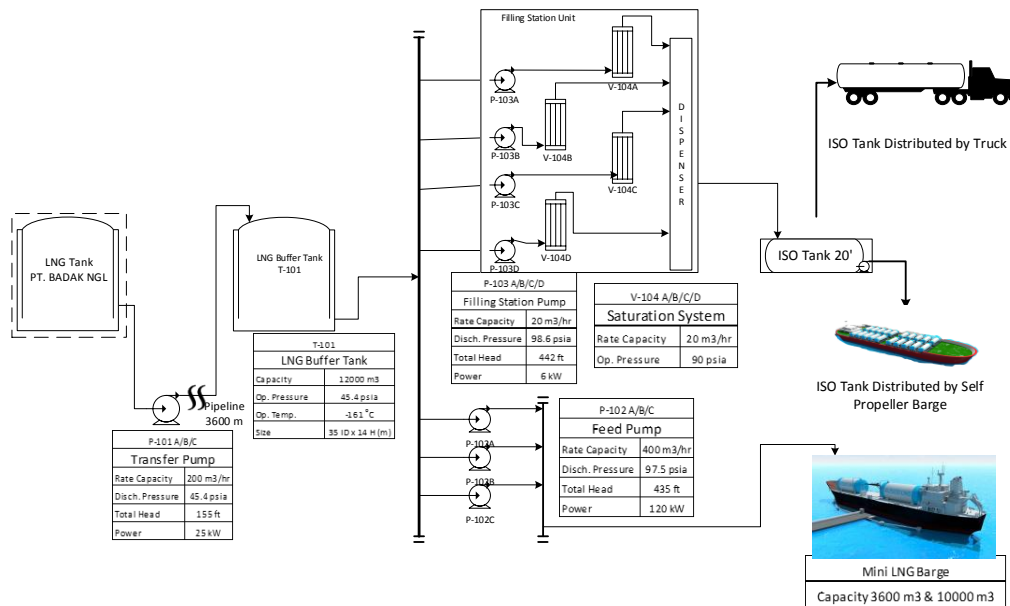 Filling Station Unit
P-103A
V-104A
P-103B
V-104B
P-103C
V-104C
P-103D
V-104D
DISPENSER
LNG Tank
PT. BADAK NGL
LNG Buffer Tank
T-101
Pipeline
3600 m
ISO Tank Distributed by Truck
ISO Tank 20'
ISO Tank Distributed by Self
Propeller Barge
P-101 A/B/C
Transfer Pump
Rate Capacity 200 m3/hr
Disch. Pressure 45.4 psia
Total Head 155 ft
Power 25 kW
T-101
LNG Buffer Tank
Capacity 12000 m3
Op. Pressure 45.4 psia
Op. Temp. -161 °C
Size 35 ID x 14 H (m)
P-103 A/B/C/D
Filling Station Pump
Rate Capacity 20 m3/hr
Disch. Pressure 98.6 psia
Total Head 442 ft
Power 6 kW
V-104 A/B/C/D
Saturation System
Rate Capacity 20 m3/hr
Op. Pressure 90 psia
P-102A
P-102B
P-102C
P-102 A/B/C
Feed Pump
Rate Capacity 400 m3/hr
Disch. Pressure 97.5 psia
Total Head 435 ft
Power 120 kW
Mini LNG Barge
Capacity 3600 m3 & 10000 m3